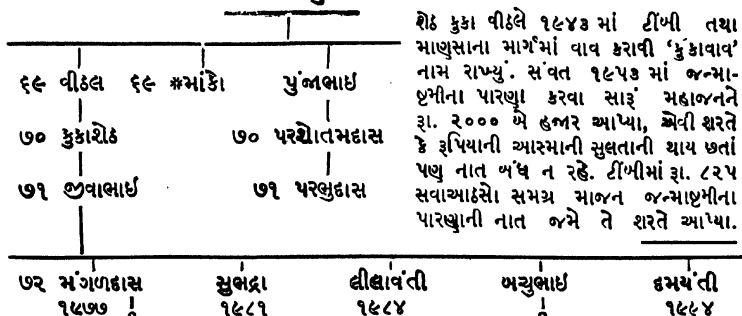 શેઠ કુકા વીઠલે ૧૯૪૩ માં ટીંબી તથા
માણસાના માર્ગમાં વાવ કરાવી ‘કુંકાવાવ’
નામ રાખ્યું. સંવત ૧૯૫૩ માં જન્મા-
ષ્ટમીના પારણા કરવા સારૂં મહાજનને
રૂા. ૨૦૦૦ બે હજાર આપ્યા, એવી શરતે
કે રૂપિયાની આસ્માની સુલતાની થાય છતાં
પણ નાત બંધ ન રહે. ટીંબીમાં રૂા. ૮૨૫
સવાઆઠસો સમગ્ર માજન જન્માષ્ટમીના
પારણાની નાત જમે તે શરતે આપ્યા.
૬૯ વીઠલ ૬૯ *માંકો પુંજાભાઇ
૭૦ કુકાશેઠ ૭૦ પરશોતમદાસ
૭૧ જીવાભાઈ ૭૧ પરભુદાસ
૭૨ મંગળદાસ સુભદ્રા લીલાવંતી બચુભાઇ દમયંતી
૧૯૭૭ ૧૯૮૧ ૧૯૮૪ ૧૯૯૪